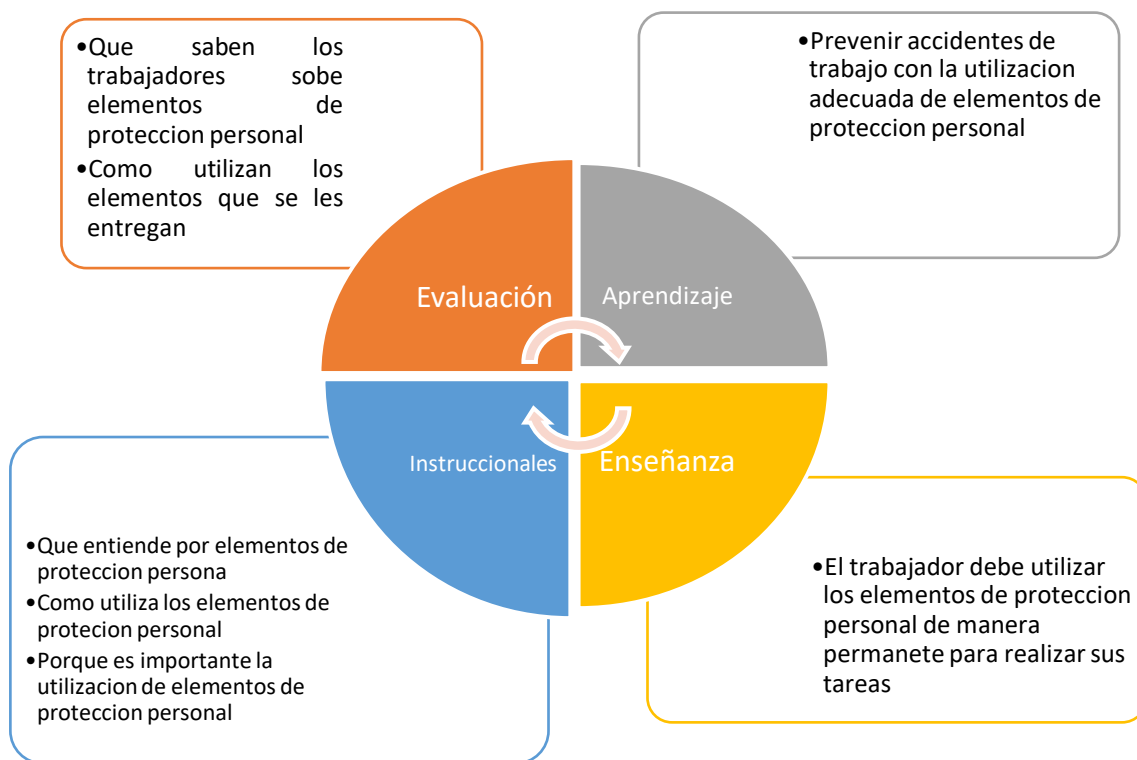 •Que saben los
trabajadores sobe
elementos de
proteccion personal
•Como utilizan los
elementos que se les
entregan
•Prevenir accidentes de
trabajo con la utilizacion
adecuada de elementos de
proteccion personal
Evaluación
Aprendizaje
Instruccionales
Enseñanza
•Que entiende por elementos de
proteccion persona
•Como utiliza los elementos de
protecion personal
•Porque es importante la
utilizacion de elementos de
proteccion personal
•El trabajador debe utilizar
los elementos de proteccion
personal de manera
permanete para realizar sus
tareas